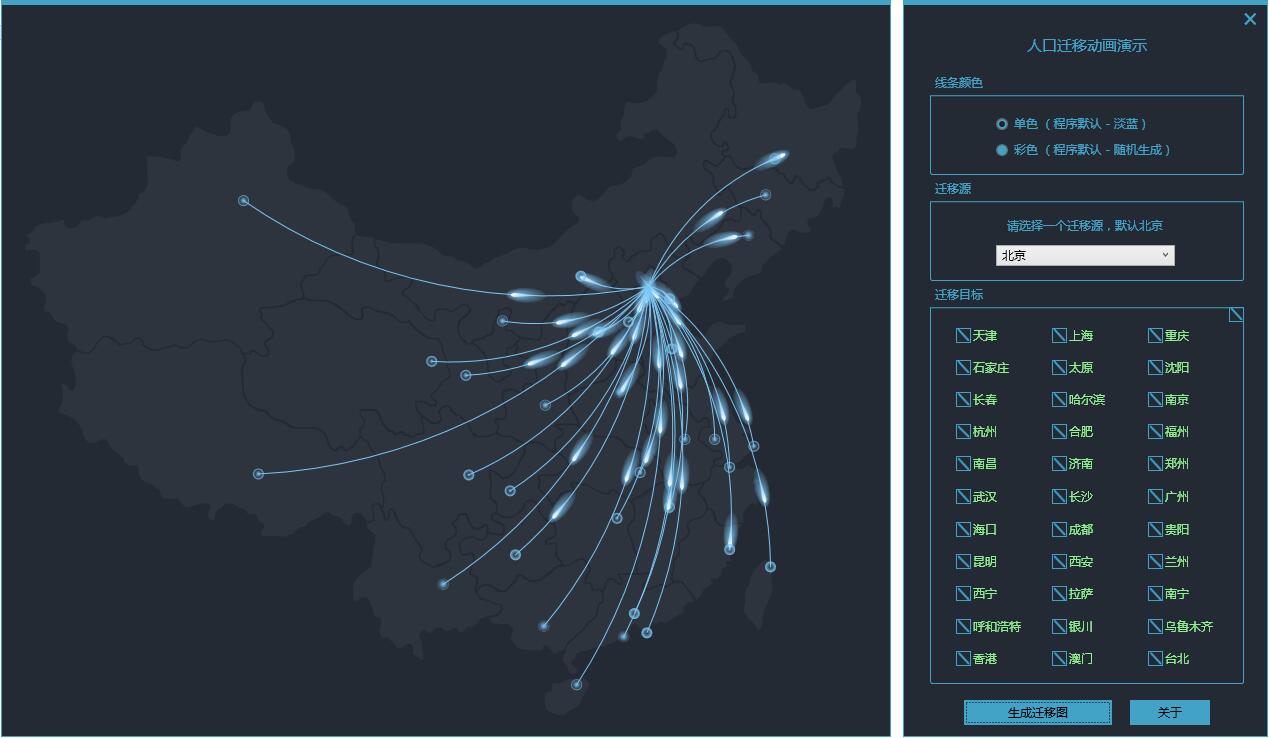 人口迁移动画演示
线条颜色
单色（程序默认 - 淡蓝）
彩色（程序默认 - 随机生成）
迁移源
请选择一个迁移源，默认北京
北京
迁移目标
天津 上海 重庆
石家庄 太原 沈阳
长春 哈尔滨 南京
杭州 合肥 福州
南昌 济南 郑州
武汉 长沙 广州
海口 成都 贵阳
昆明 西安 兰州
西宁 拉萨 南宁
呼和浩特 银川 乌鲁木齐
香港 澳门 台北
生成迁移图 关于